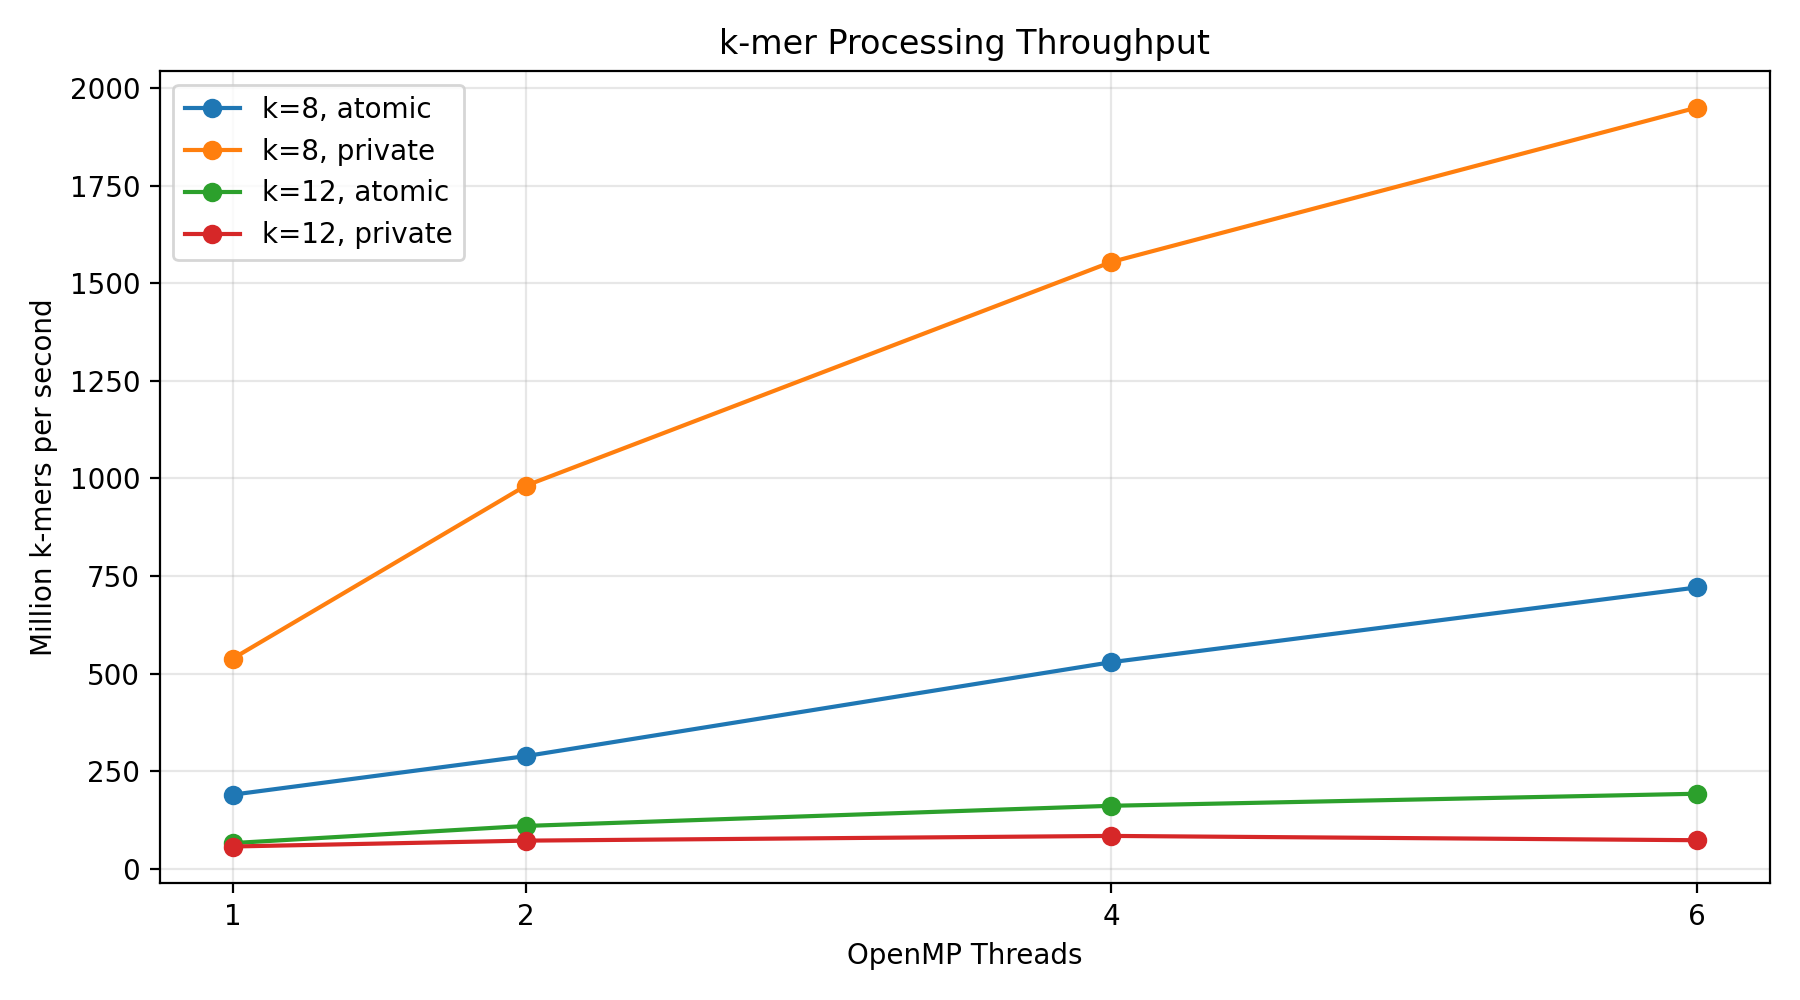 k-mer Processing Throughput
2000
1750
1500
1250
1000
750
500
250
0
Million k-mers per second
k=8, atomic
k=8, private
k=12, atomic
k=12, private
1 2 4 6
OpenMP Threads